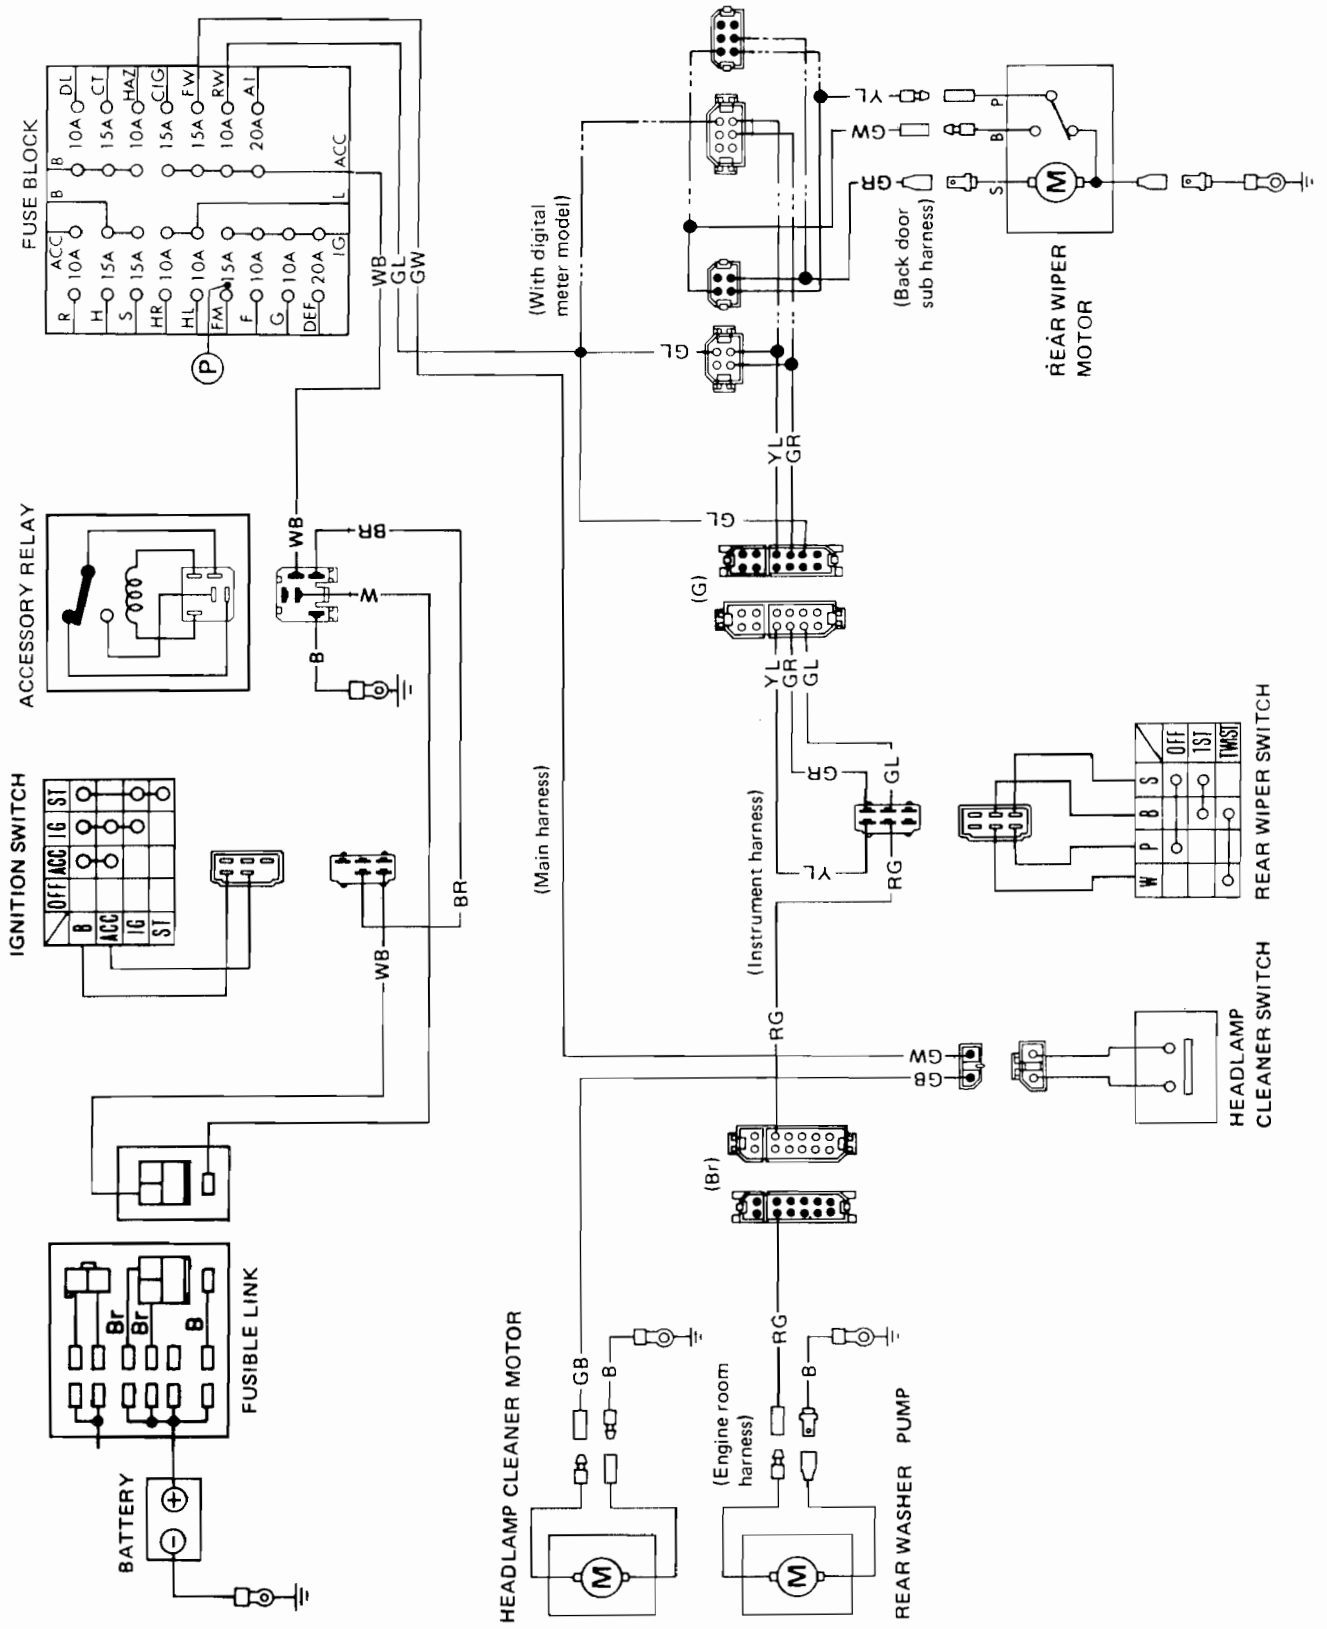 FUSE BLOCK
DL
CT
HAZ
CIG
FW
RW
AI
10A
15A
10A
15A
15A
10A
20A
B
ACC
B
L
ACC
IG
10A
15A
15A
10A
10A
15A
10A
10A
20A
R
H
S
HR
HL
FM
F
G
DEF
P
WB
GL
GW
ACCESSORY RELAY
WB
BR
W
B
IGNITION SWITCH
OFF
ACC
IG
ST
B
ACC
IG
ST
WB
BR
FUSIBLE LINK
Br
Br
B
BATTERY
+
-
(With digital
meter model)
GL
YL
GR
GL
(G)
YL
GR
GL
GR
GL
YL
RG
(Main harness)
(Instrument harness)
RG
GW
GB
(Br)
YL
GW
GR
P
B
S
M
(Back door
sub harness)
REAR WIPER
MOTOR
REAR WIPER SWITCH
OFF
1ST
TWIST
S
B
P
W
HEADLAMP
CLEANER SWITCH
HEADLAMP CLEANER MOTOR
GB
B
M
(Engine room
harness)
RG
B
M
REAR WASHER PUMP